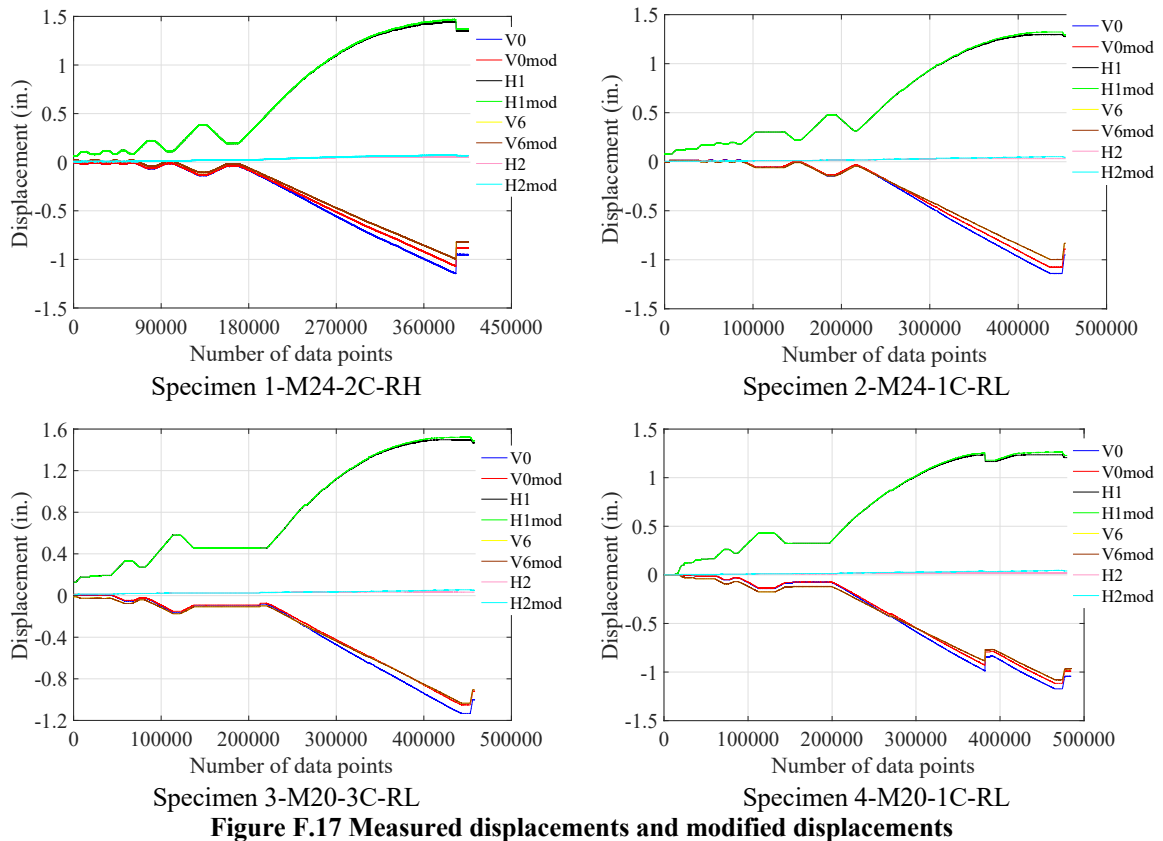 1.5
1
0.5
0
-0.5
-1
-1.5
Displacement (in.)
0 90000 180000 270000 360000 450000
Number of data points
V0
V0mod
H1
H1mod
V6
V6mod
H2
H2mod
Specimen 1-M24-2C-RH
1.5
1
0.5
0
-0.5
-1
-1.5
Displacement (in.)
0 100000 200000 300000 400000 500000
Number of data points
V0
V0mod
H1
H1mod
V6
V6mod
H2
H2mod
Specimen 2-M24-1C-RL
1.6
1.2
0.8
0.4
0
-0.4
-0.8
-1.2
Displacement (in.)
0 100000 200000 300000 400000 500000
Number of data points
V0
V0mod
H1
H1mod
V6
V6mod
H2
H2mod
Specimen 3-M20-3C-RL
1.5
1
0.5
0
-0.5
-1
-1.5
Displacement (in.)
0 100000 200000 300000 400000 500000
Number of data points
V0
V0mod
H1
H1mod
V6
V6mod
H2
H2mod
Specimen 4-M20-1C-RL
Figure F.17 Measured displacements and modified displacements